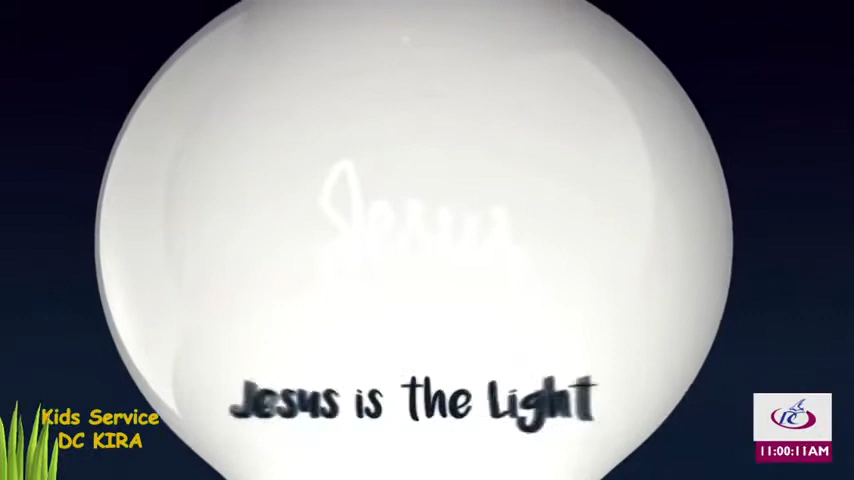 Jesus
Jesus is the Light
Kids Service
DC KIRA
11:00:11AM